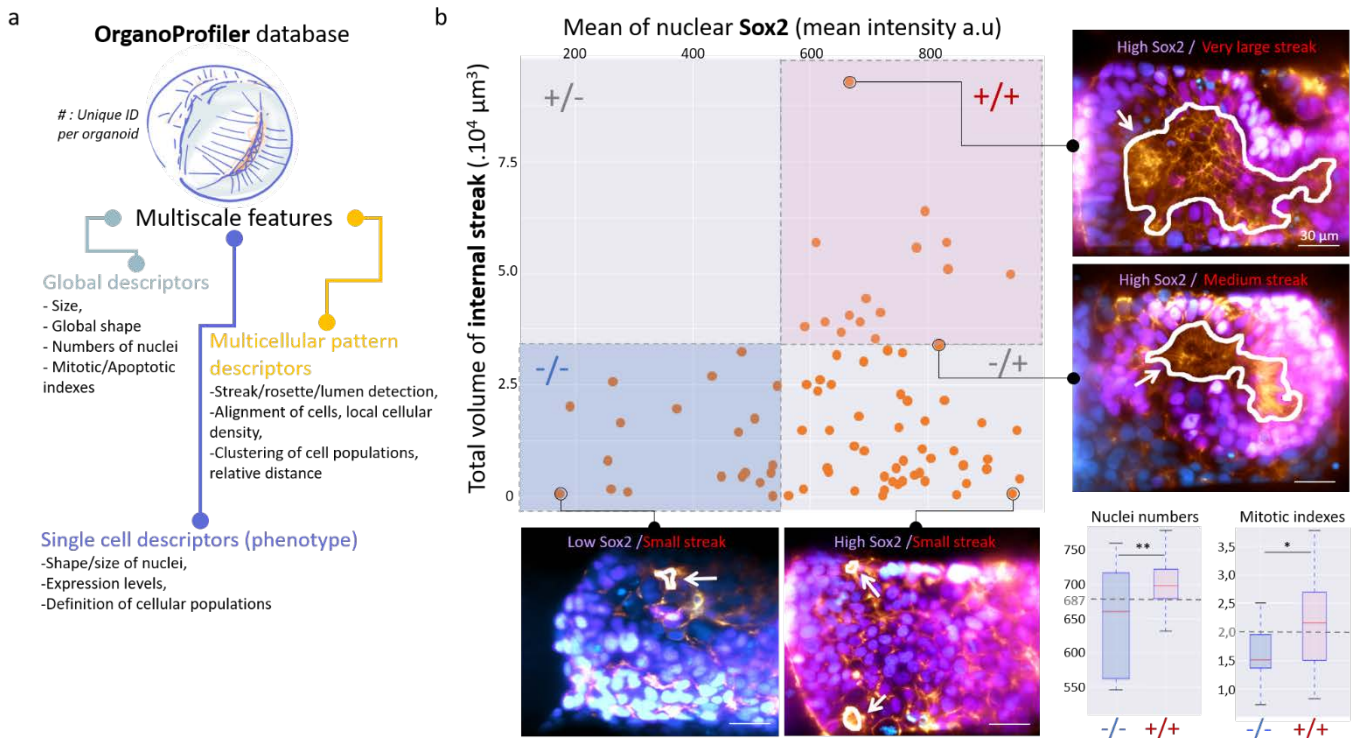 a
OrganoProfiler database
# : Unique ID
per organoid
Multiscale features
Global descriptors
- Size,
- Global shape
- Numbers of nuclei
- Mitotic/Apoptotic
indexes
Multicellular pattern
descriptors
-Streak/rosette/lumen detection,
-Alignment of cells, local cellular
density,
-Clustering of cell populations,
relative distance
Single cell descriptors (phenotype)
-Shape/size of nuclei,
-Expression levels,
-Definition of cellular populations
b
Mean of nuclear Sox2 (mean intensity a.u)
200 400 600 800
Total volume of internal streak (.10⁴ µm³)
7.5
5.0
2.5
0
+/-
+/+
-/-
-/+
High Sox2 / Very large streak
30 µm
High Sox2 / Medium streak
Low Sox2 /Small streak
High Sox2 /Small streak
Nuclei numbers
750
700
687
650
600
550
**
-/- +/+
Mitotic indexes
3,5
3,0
2,5
2,0
1,5
1,0
*
-/- +/+